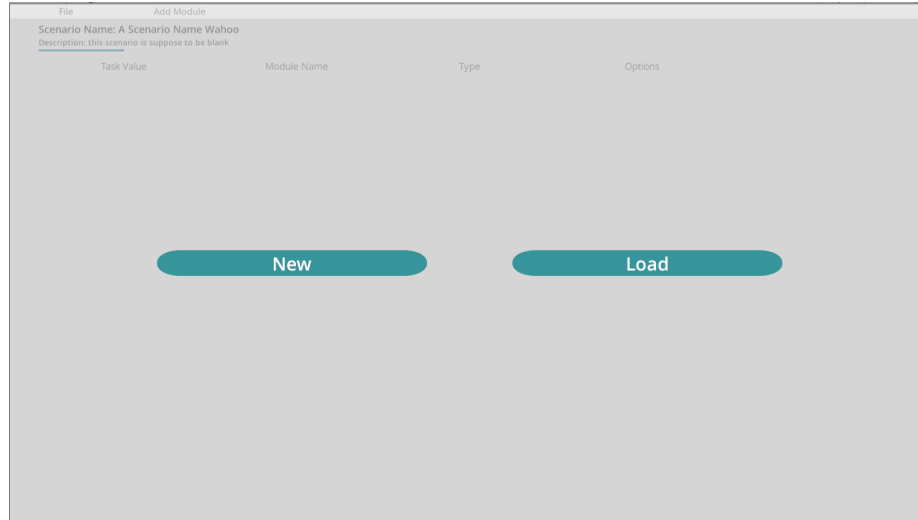 File Add Module
Scenario Name: A Scenario Name Wahoo
Description: this scenario is suppose to be blank
Task Value Module Name Type Options
New Load